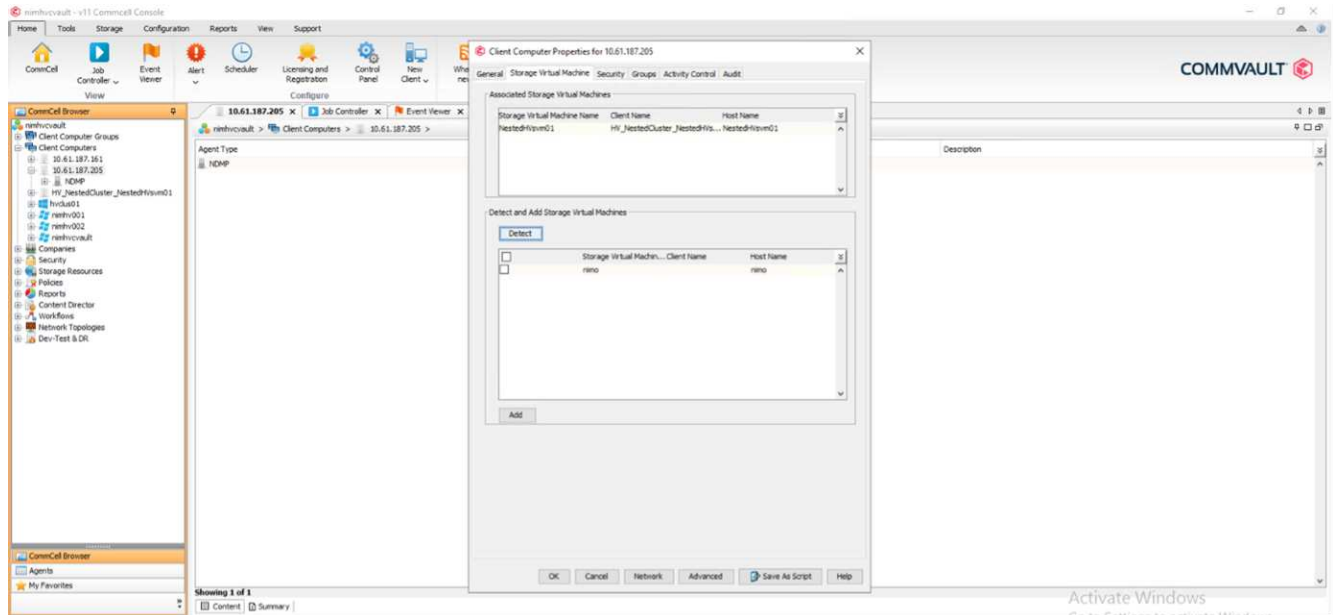 nimhvcvault - v11 Commcell Console
Home Tools Storage Configuration Reports View Support
CommCell
Job Controller
Event Viewer
Alert
Scheduler
Licensing and Registration
Control Panel
New Client
View
Configure
COMMVAULT
CommCell Browser
nimhvcvault
Client Computer Groups
Client Computers
10.61.187.161
10.61.187.205
NDMP
HV_NestedCluster_NestedHVsvm01
hvclus01
nimhv001
nimhv002
nimhvcvault
Companies
Security
Storage Resources
Policies
Reports
Content Director
Workflows
Network Topologies
Dev-Test & DR
CommCell Browser
Agents
My Favorites
10.61.187.205 Job Controller Event Viewer
nimhvcvault > Client Computers > 10.61.187.205 >
Agent Type
Description
NDMP
Showing 1 of 1
Content Summary
Client Computer Properties for 10.61.187.205
General Storage Virtual Machine Security Groups Activity Control Audit
Associated Storage Virtual Machines
Storage Virtual Machine Name Client Name Host Name
NestedHVsvm01 HV_NestedCluster_NestedHVs... NestedHVsvm01
Detect and Add Storage Virtual Machines
Detect
Storage Virtual Machin... Client Name Host Name
nimo nimo
Add
OK Cancel Network Advanced Save As Script Help
Activate Windows